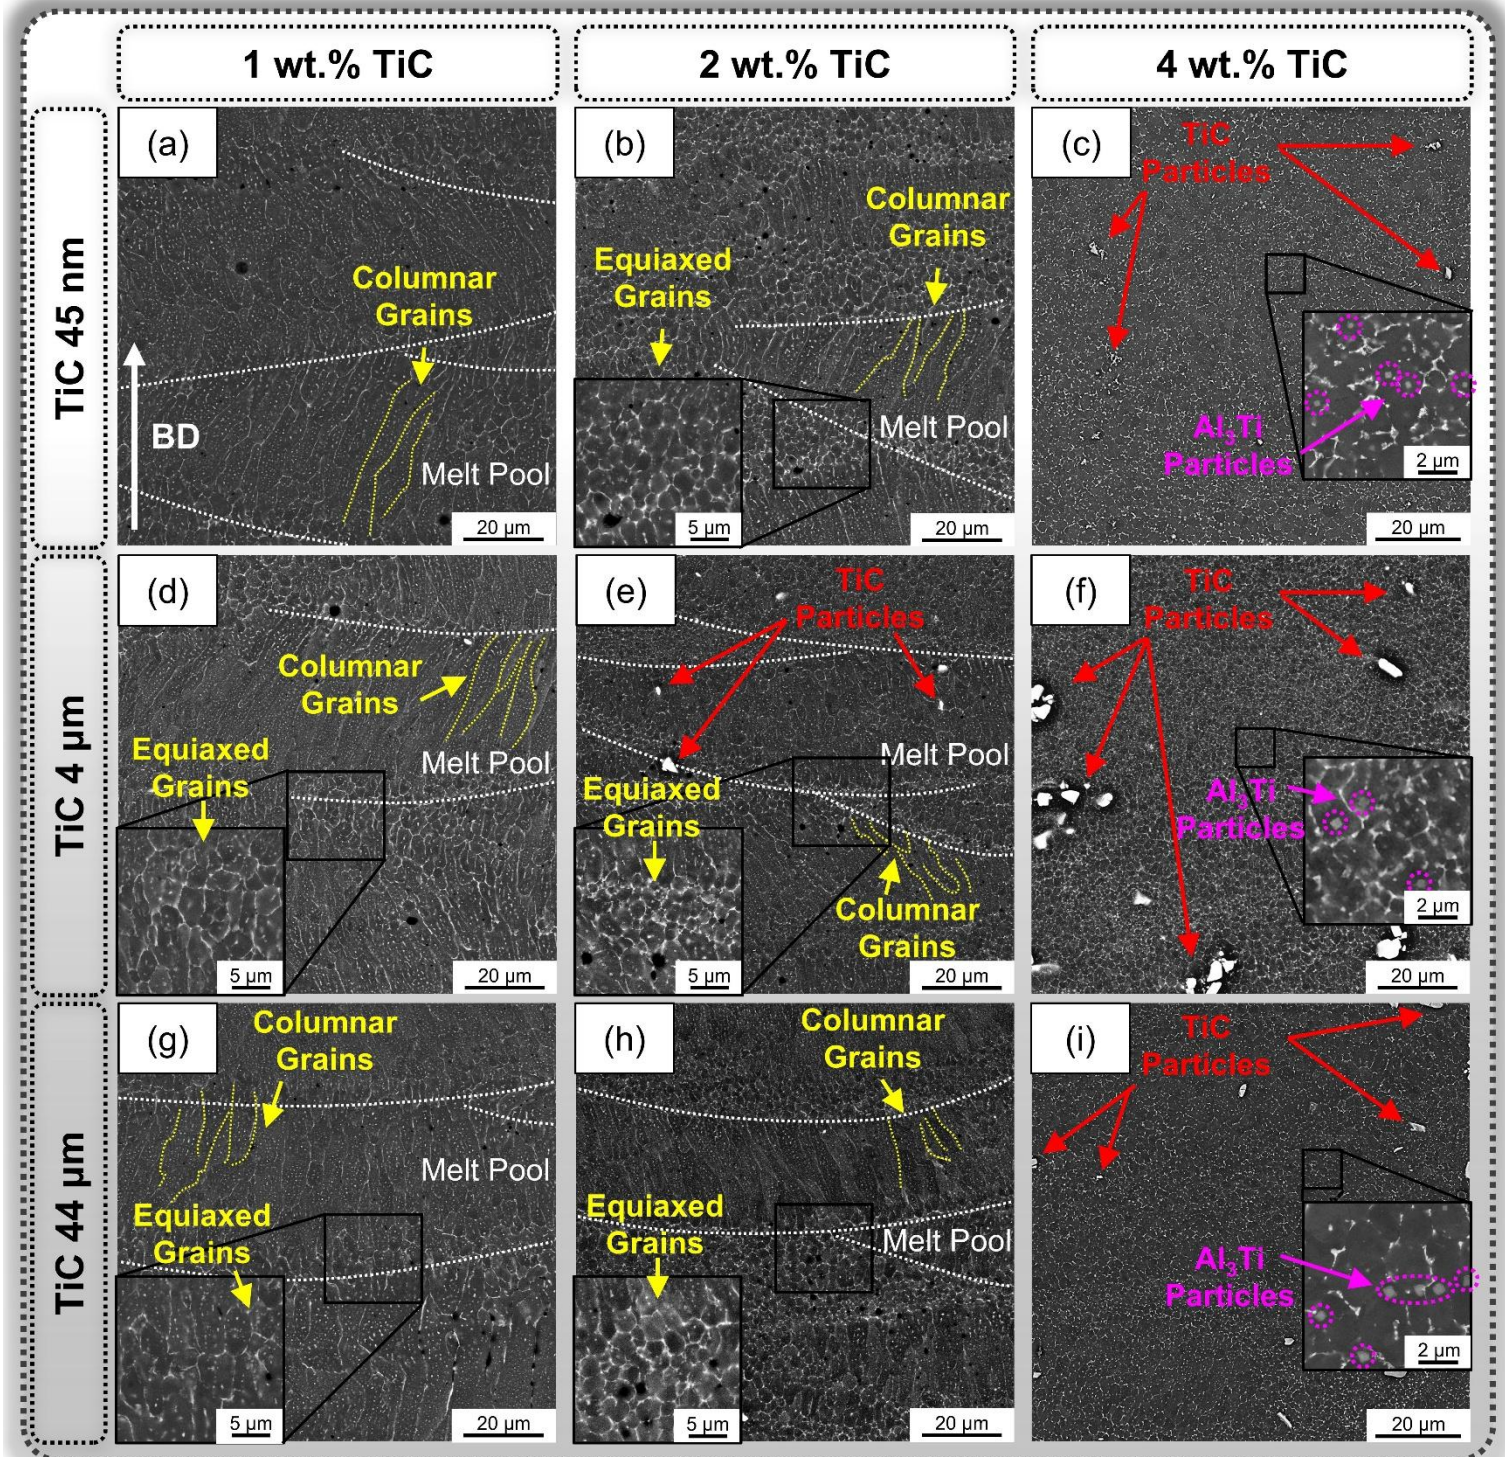 1 wt.% TiC
2 wt.% TiC
4 wt.% TiC
TiC 45 nm
(a)
Columnar
Grains
BD
Melt Pool
20 µm
(b)
Columnar
Grains
Equiaxed
Grains
Melt Pool
5 µm
20 µm
(c)
TiC
Particles
Al₃Ti
Particles
2 µm
20 µm
TiC 4 µm
(d)
Columnar
Grains
Equiaxed
Grains
Melt Pool
5 µm
20 µm
(e)
TiC
Particles
Melt Pool
Equiaxed
Grains
Columnar
Grains
5 µm
20 µm
(f)
TiC
Particles
Al₃Ti
Particles
2 µm
20 µm
TiC 44 µm
(g)
Columnar
Grains
Melt Pool
Equiaxed
Grains
5 µm
20 µm
(h)
Columnar
Grains
Equiaxed
Grains
Melt Pool
5 µm
20 µm
(i)
TiC
Particles
Al₃Ti
Particles
2 µm
20 µm